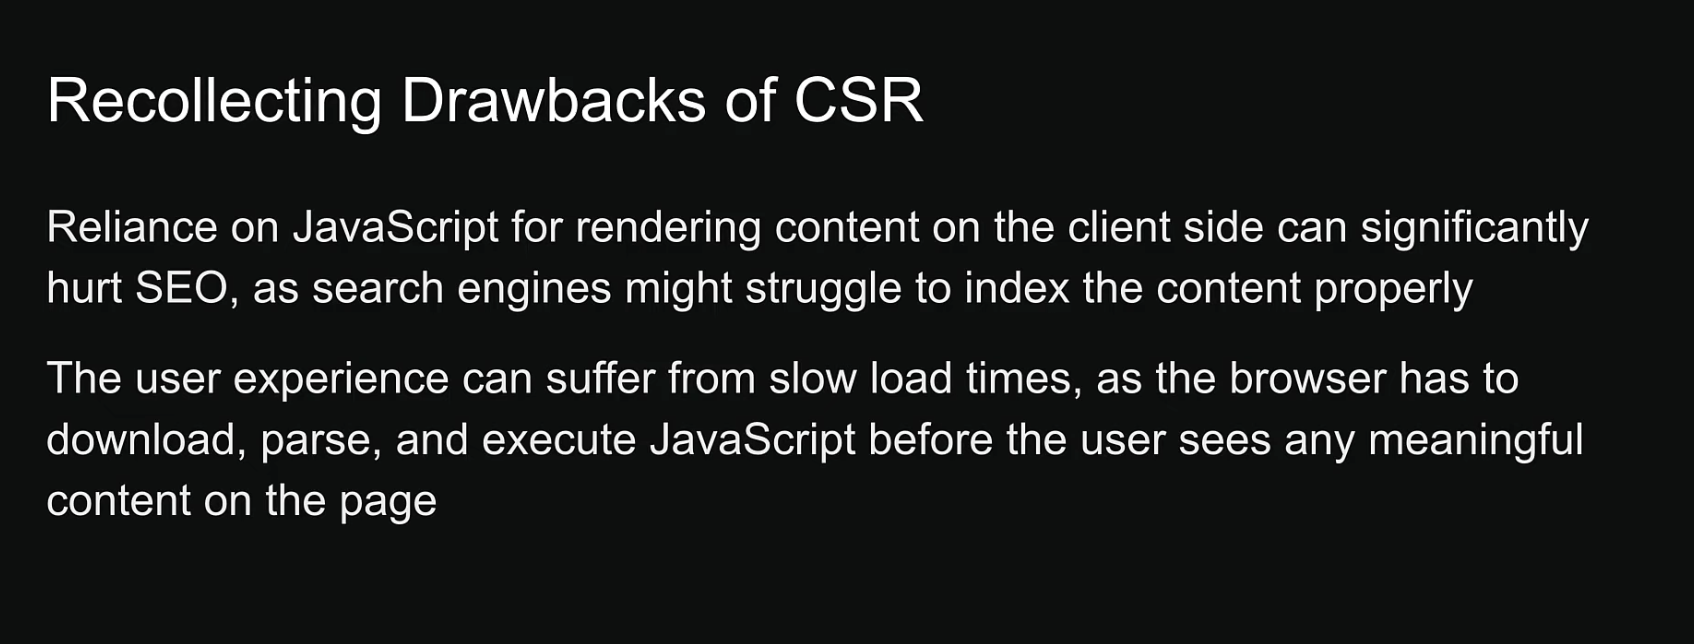 Recollecting Drawbacks of CSR
Reliance on JavaScript for rendering content on the client side can significantly
hurt SEO, as search engines might struggle to index the content properly
The user experience can suffer from slow load times, as the browser has to
download, parse, and execute JavaScript before the user sees any meaningful
content on the page